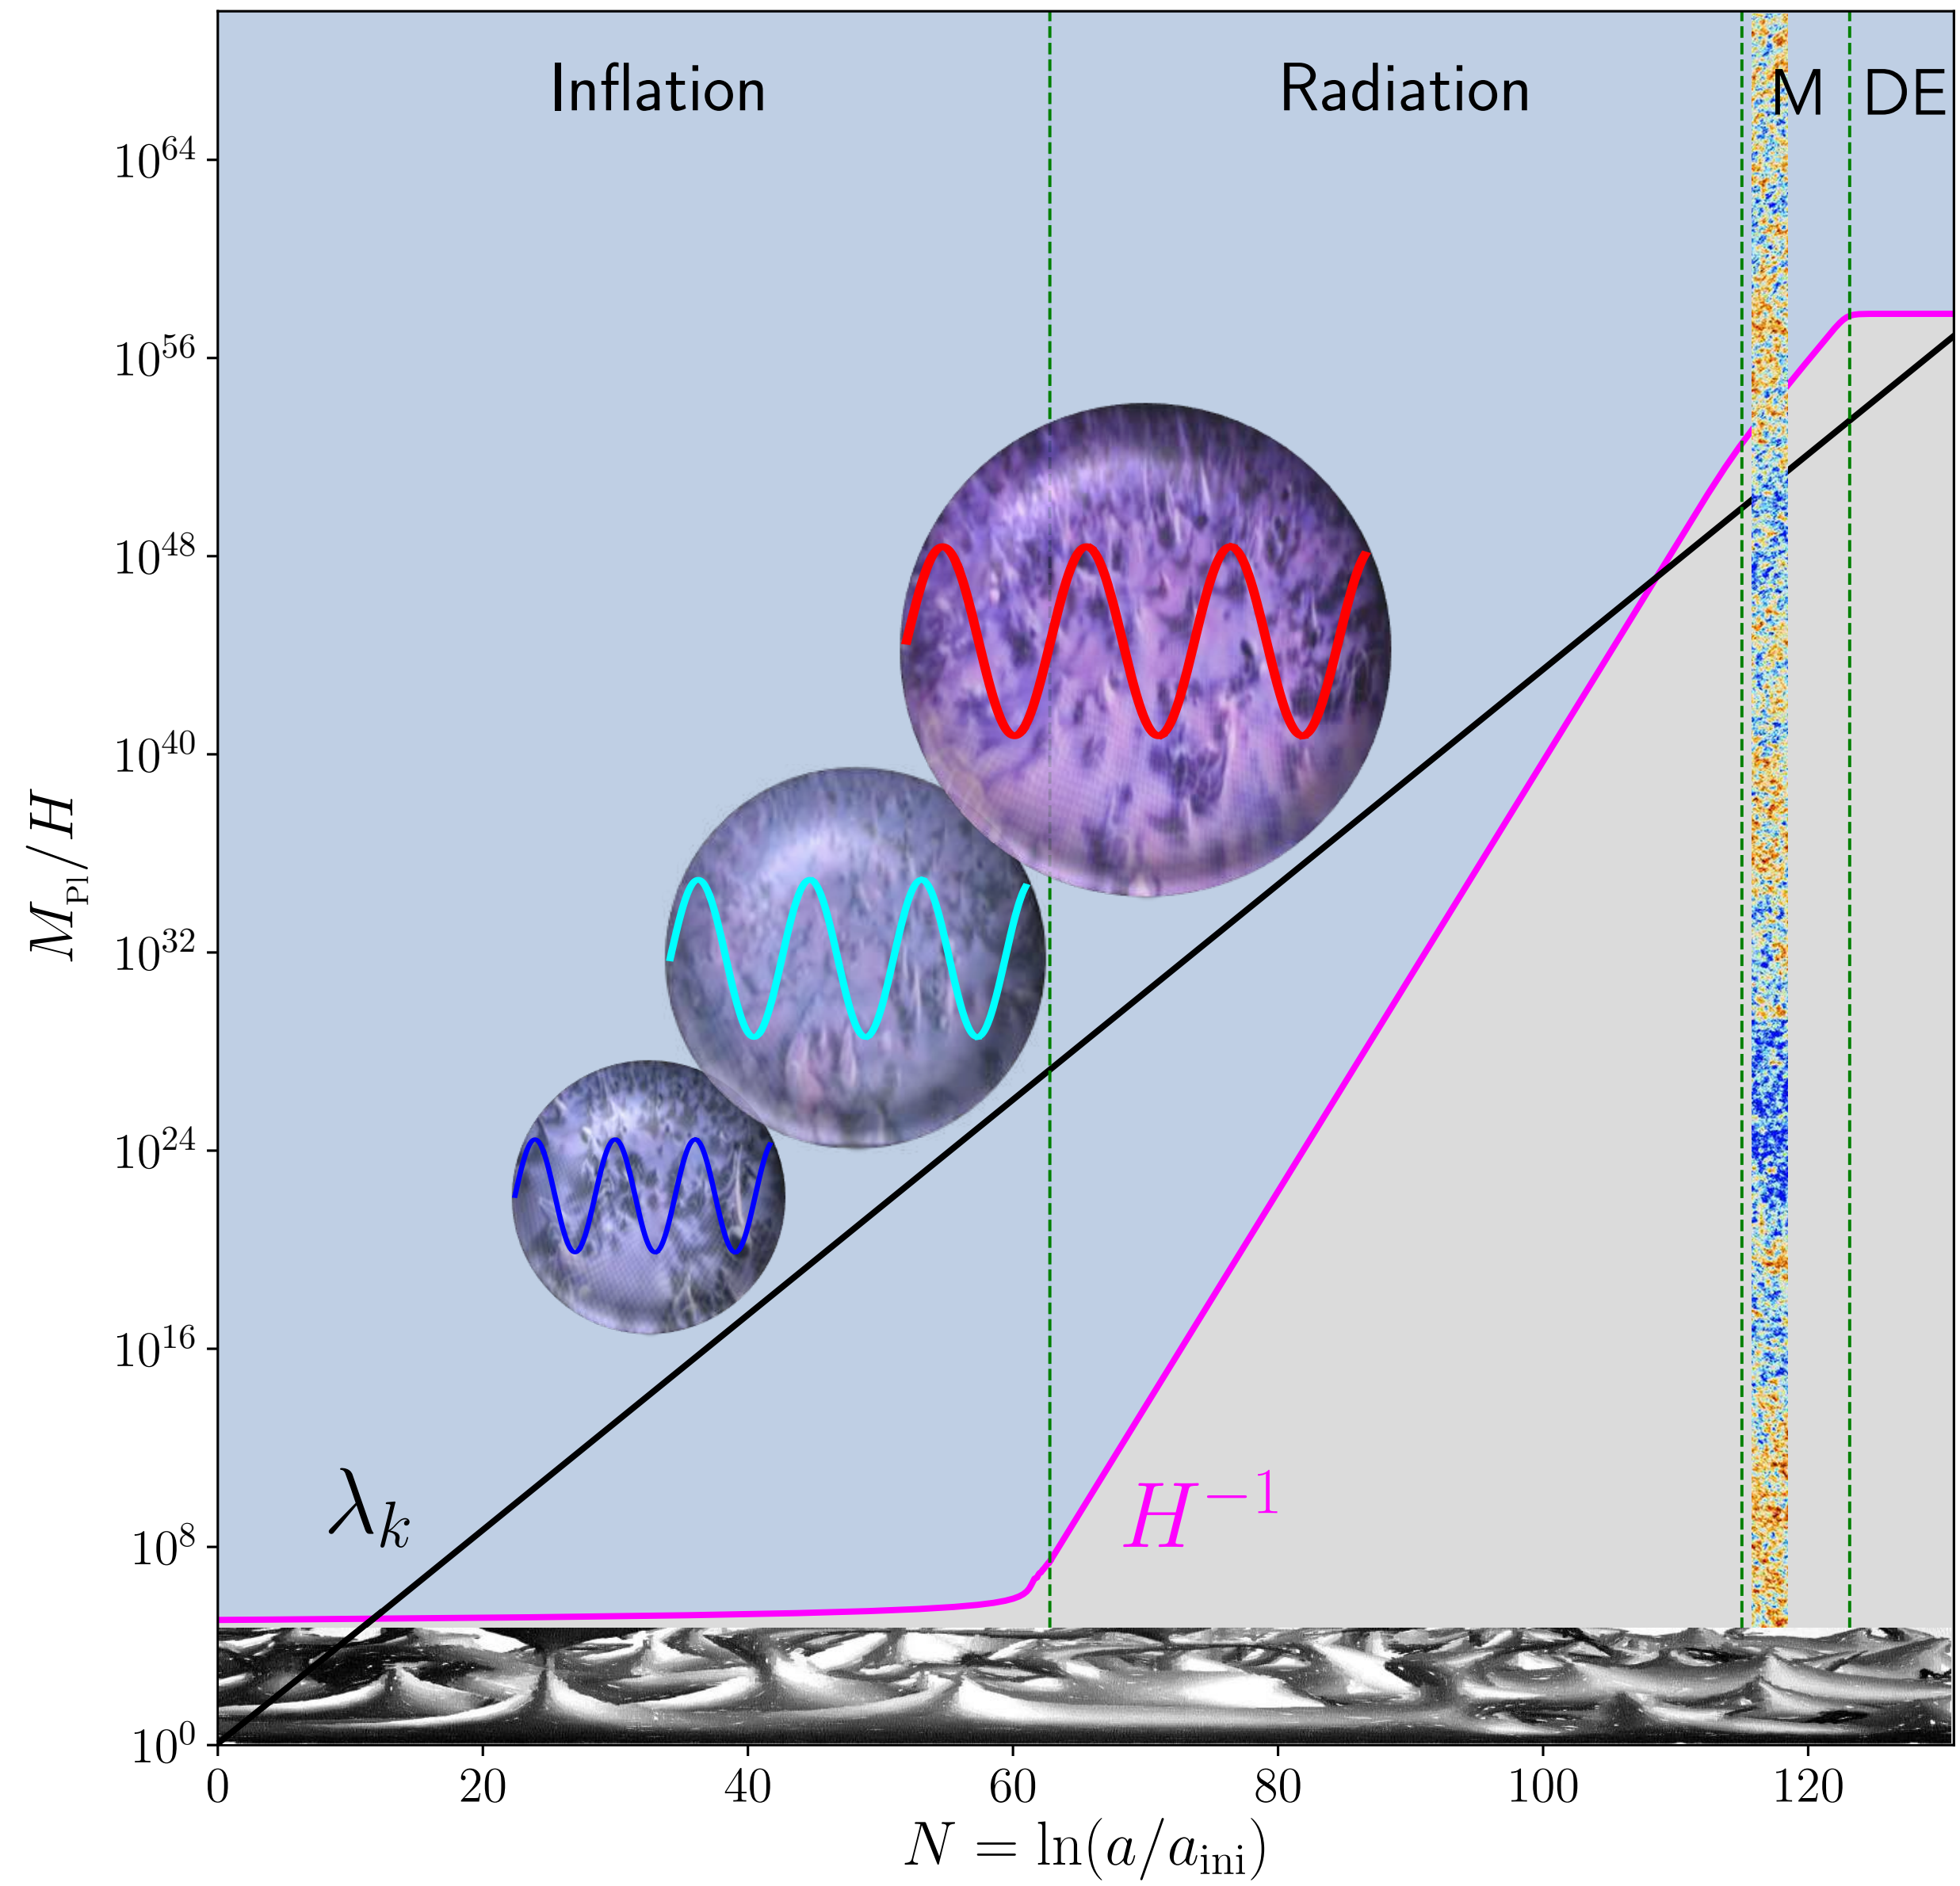 Inflation
Radiation
M
DE
10^64
10^56
10^48
10^40
10^32
10^24
10^16
10^8
10^0
M_Pl/H
λ_k
H^−1
0 20 40 60 80 100 120
N = ln(a/a_ini)